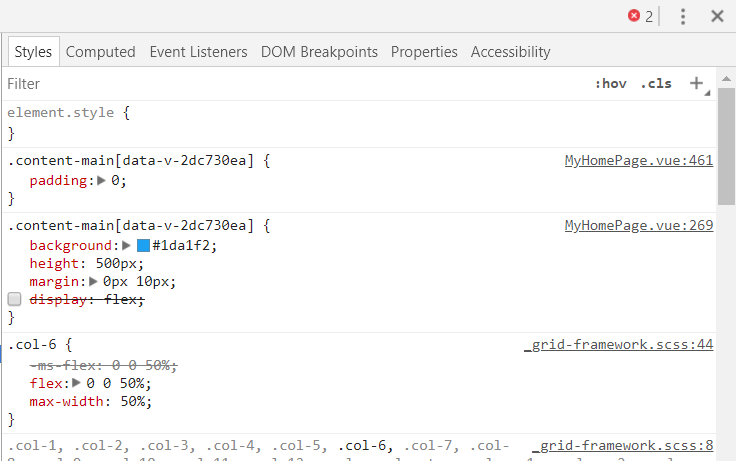 2
Styles Computed Event Listeners DOM Breakpoints Properties Accessibility
Filter :hov .cls +
element.style {
}
.content-main[data-v-2dc730ea] { MyHomePage.vue:461
padding: 0;
}
.content-main[data-v-2dc730ea] { MyHomePage.vue:269
background: #1da1f2;
height: 500px;
margin: 0px 10px;
display: flex;
}
.col-6 { _grid-framework.scss:44
-ms-flex: 0 0 50%;
flex: 0 0 50%;
max-width: 50%;
}
.col-1, .col-2, .col-3, .col-4, .col-5, .col-6, .col-7, .col- _grid-framework.scss:8